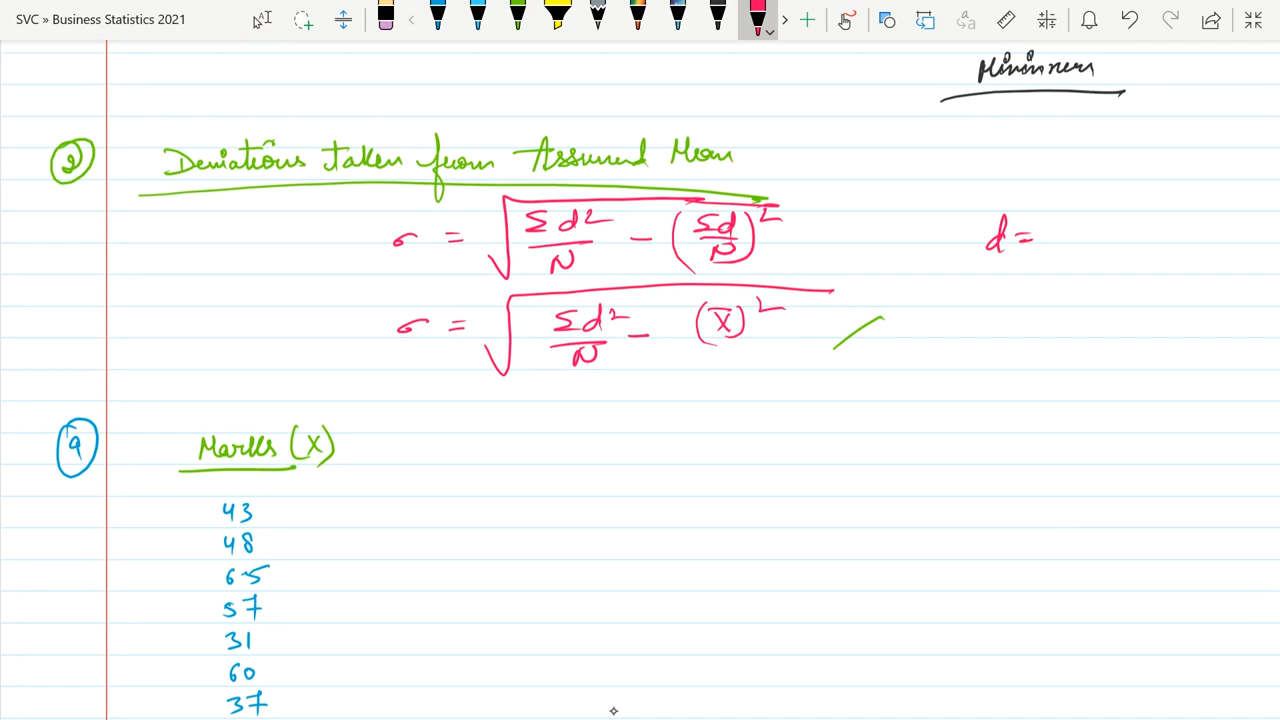 SVC » Business Statistics 2021
② Deviations taken from Assumed Mean
σ = √(Σd²/N − (Σd/N)²)
d =
σ = √(Σd²/N − (X̄)²)
Q Marks (X)
43
48
65
57
31
60
37